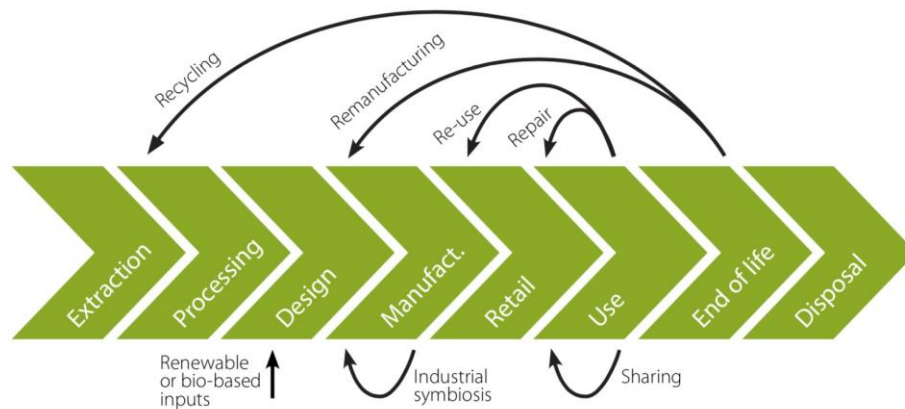 Recycling
Remanufacturing
Re-use
Repair
Extraction
Processing
Design
Manufact.
Retail
Use
End of life
Disposal
Renewable
or bio-based
inputs
Industrial
symbiosis
Sharing